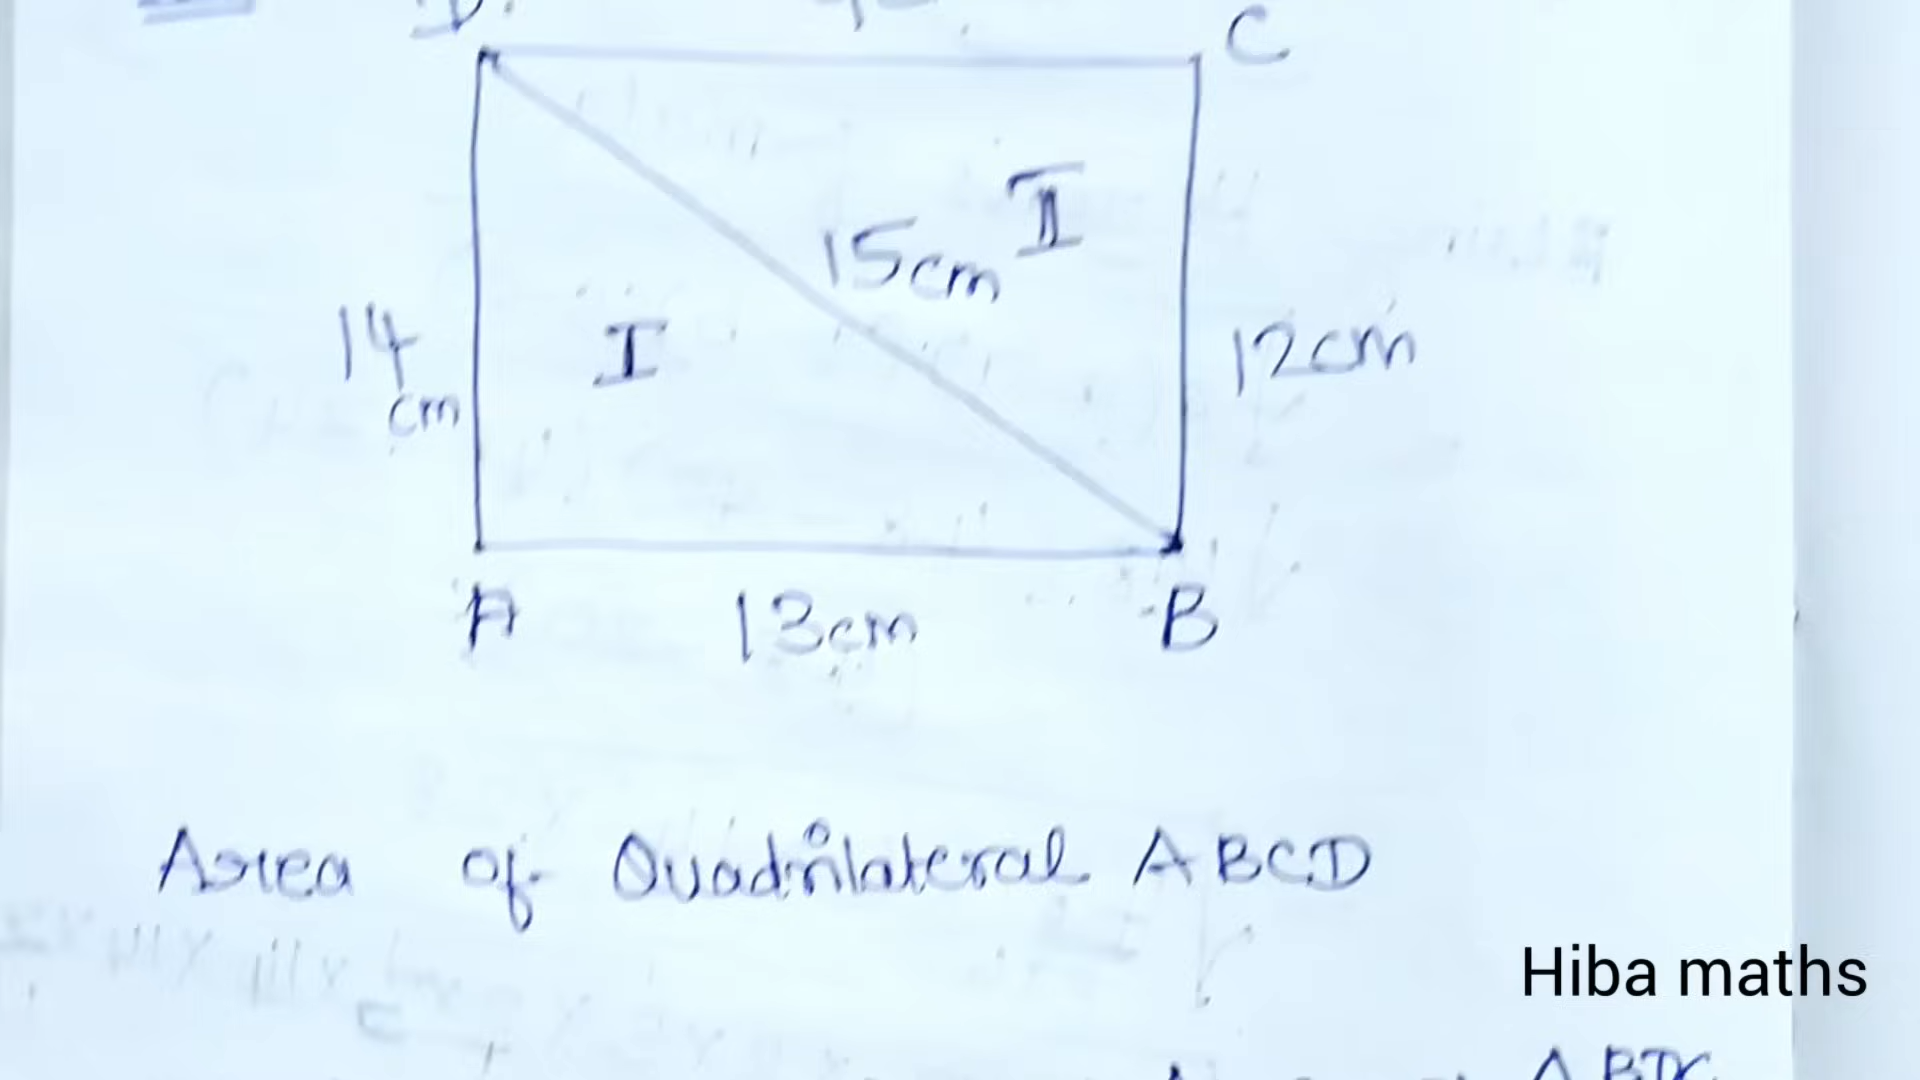 D
C
II
15cm
I
14
cm
12cm
A
13cm
B
Area of Quadrilateral ABCD
Hiba maths